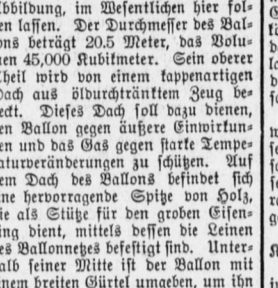 bbildung, im Wesentlichen hier fol-
en lassen. Der Durchmesser des Bal-
ons beträgt 20.5 Meter, das Volu-
en 45,000 Kubikmeter. Sein oberer
Theil wird von einem kappenartigen
Dach aus öldurchtränktem Zeug be-
eckt. Dieses Dach soll dazu dienen,
en Ballon gegen äußere Einwirkun-
en und das Gas gegen starke Tempe-
aturveränderungen zu schützen. Auf
em Dach des Ballons befindet sich
ne hervorragende Spitze von Holz,
ie als Stütze für den groben Eisen-
ing dient, mittels dessen die Leinen
es Ballonnetzes befestigt sind. Unter-
alb seiner Mitte ist der Ballon mit
inem breiten Gürtel umgeben, um ihn